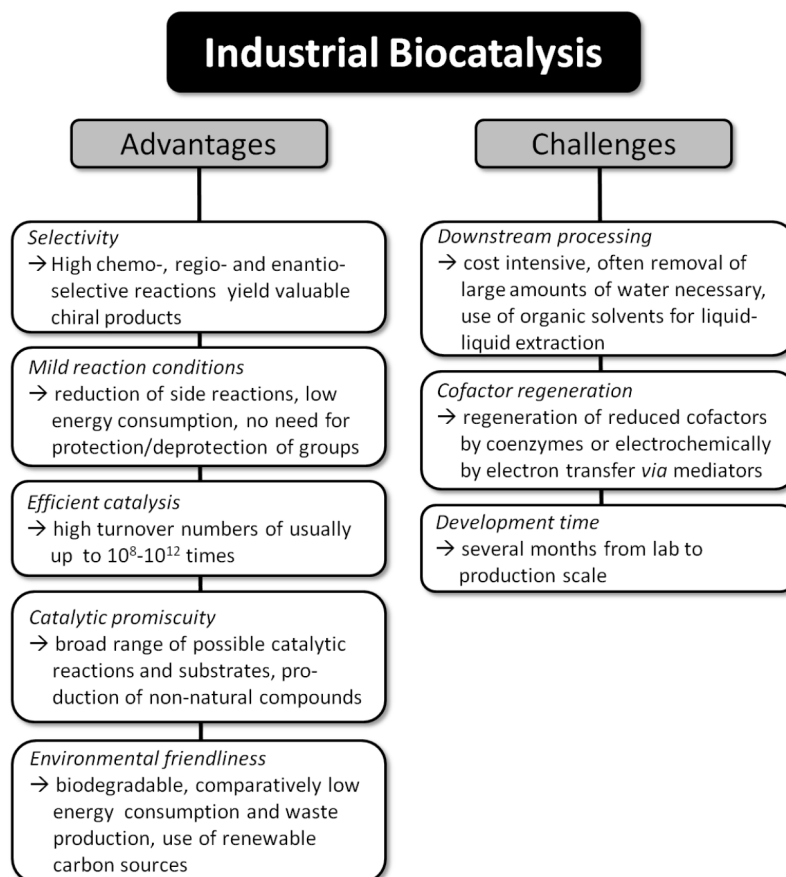 Industrial Biocatalysis
Advantages
Selectivity
→ High chemo-, regio- and enantio-
selective reactions yield valuable
chiral products
Mild reaction conditions
→ reduction of side reactions, low
energy consumption, no need for
protection/deprotection of groups
Efficient catalysis
→ high turnover numbers of usually
up to 10⁸-10¹² times
Catalytic promiscuity
→ broad range of possible catalytic
reactions and substrates, pro-
duction of non-natural compounds
Environmental friendliness
→ biodegradable, comparatively low
energy consumption and waste
production, use of renewable
carbon sources
Challenges
Downstream processing
→ cost intensive, often removal of
large amounts of water necessary,
use of organic solvents for liquid-
liquid extraction
Cofactor regeneration
→ regeneration of reduced cofactors
by coenzymes or electrochemically
by electron transfer via mediators
Development time
→ several months from lab to
production scale